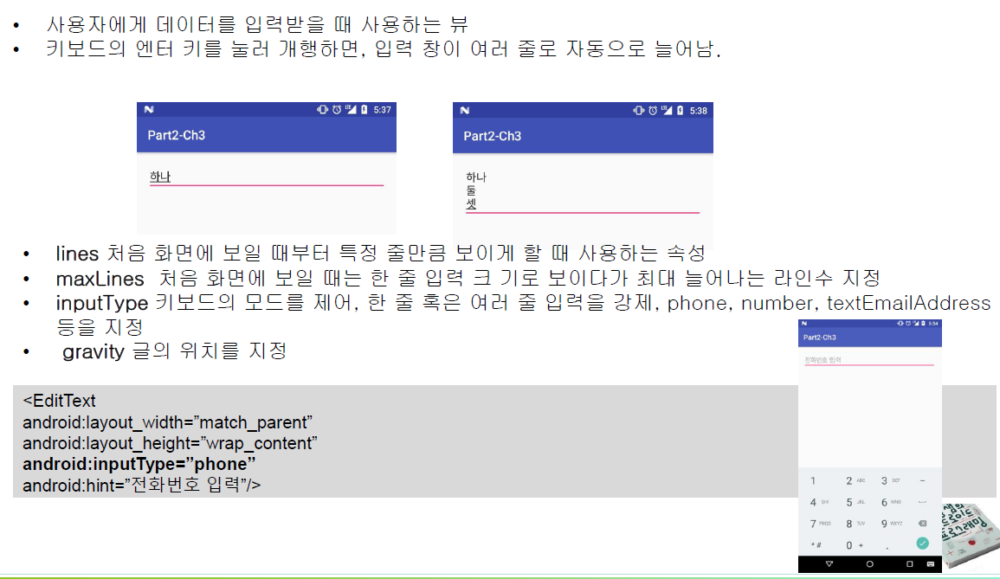 • 사용자에게 데이터를 입력받을 때 사용하는 뷰
• 키보드의 엔터 키를 눌러 개행하면, 입력 창이 여러 줄로 자동으로 늘어남.
LTE 5:37
Part2-Ch3
하나
LTE 5:38
Part2-Ch3
하나
둘
셋
• lines 처음 화면에 보일 때부터 특정 줄만큼 보이게 할 때 사용하는 속성
• maxLines 처음 화면에 보일 때는 한 줄 입력 크 기로 보이다가 최대 늘어나는 라인수 지정
• inputType 키보드의 모드를 제어, 한 줄 혹은 여러 줄 입력을 강제, phone, number, textEmailAddress
등을 지정
• gravity 글의 위치를 지정
<EditText
android:layout_width=”match_parent”
android:layout_height=”wrap_content”
android:inputType=”phone”
android:hint=”전화번호 입력”/>
5:54
Part2-Ch3
전화번호 입력
1 2 ABC 3 DEF –
4 GHI 5 JKL 6 MNO
7 PQRS 8 TUV 9 WXYZ
* # 0 + .